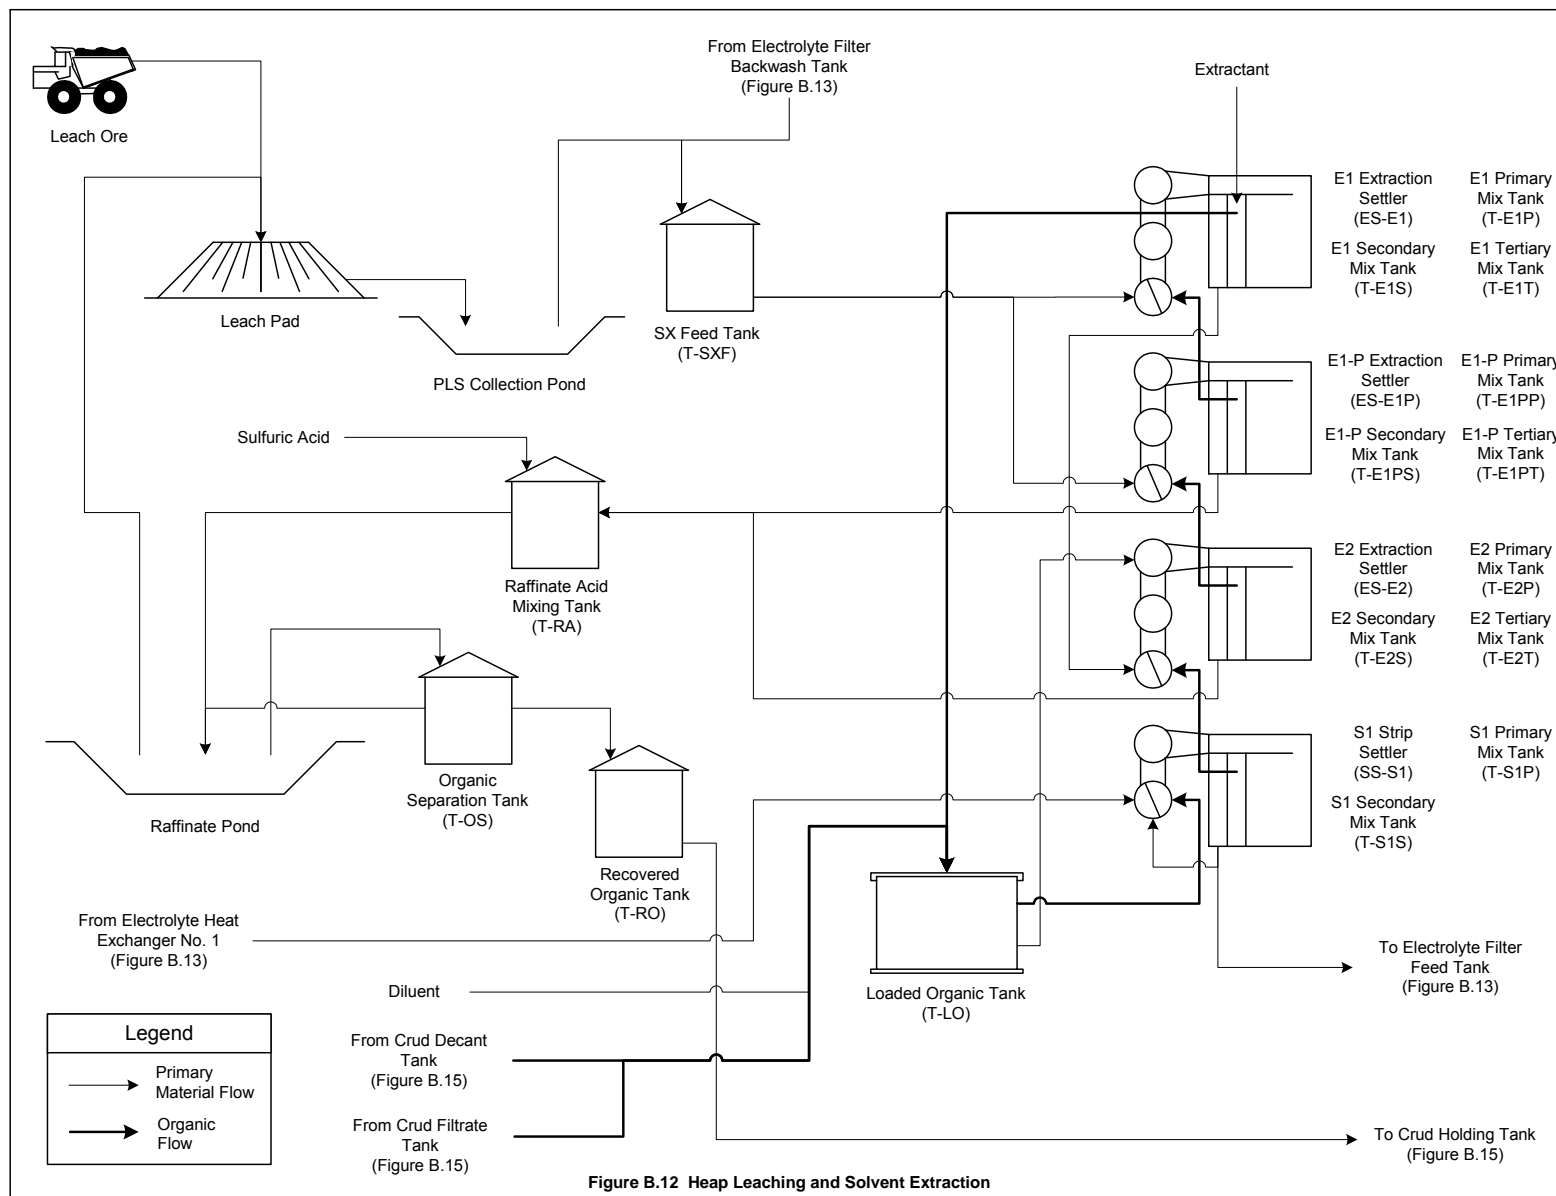 From Electrolyte Filter
Backwash Tank
(Figure B.13)
Extractant
Leach Ore
E1 Extraction
Settler
(ES-E1)
E1 Primary
Mix Tank
(T-E1P)
E1 Secondary
Mix Tank
(T-E1S)
E1 Tertiary
Mix Tank
(T-E1T)
Leach Pad
SX Feed Tank
(T-SXF)
PLS Collection Pond
E1-P Extraction
Settler
(ES-E1P)
E1-P Primary
Mix Tank
(T-E1PP)
E1-P Secondary
Mix Tank
(T-E1PS)
E1-P Tertiary
Mix Tank
(T-E1PT)
Sulfuric Acid
Raffinate Acid
Mixing Tank
(T-RA)
E2 Extraction
Settler
(ES-E2)
E2 Primary
Mix Tank
(T-E2P)
E2 Secondary
Mix Tank
(T-E2S)
E2 Tertiary
Mix Tank
(T-E2T)
Raffinate Pond
Organic
Separation Tank
(T-OS)
Recovered
Organic Tank
(T-RO)
S1 Strip
Settler
(SS-S1)
S1 Primary
Mix Tank
(T-S1P)
S1 Secondary
Mix Tank
(T-S1S)
From Electrolyte Heat
Exchanger No. 1
(Figure B.13)
Diluent
Loaded Organic Tank
(T-LO)
To Electrolyte Filter
Feed Tank
(Figure B.13)
Legend
Primary
Material Flow
Organic
Flow
From Crud Decant
Tank
(Figure B.15)
From Crud Filtrate
Tank
(Figure B.15)
To Crud Holding Tank
(Figure B.15)
Figure B.12 Heap Leaching and Solvent Extraction